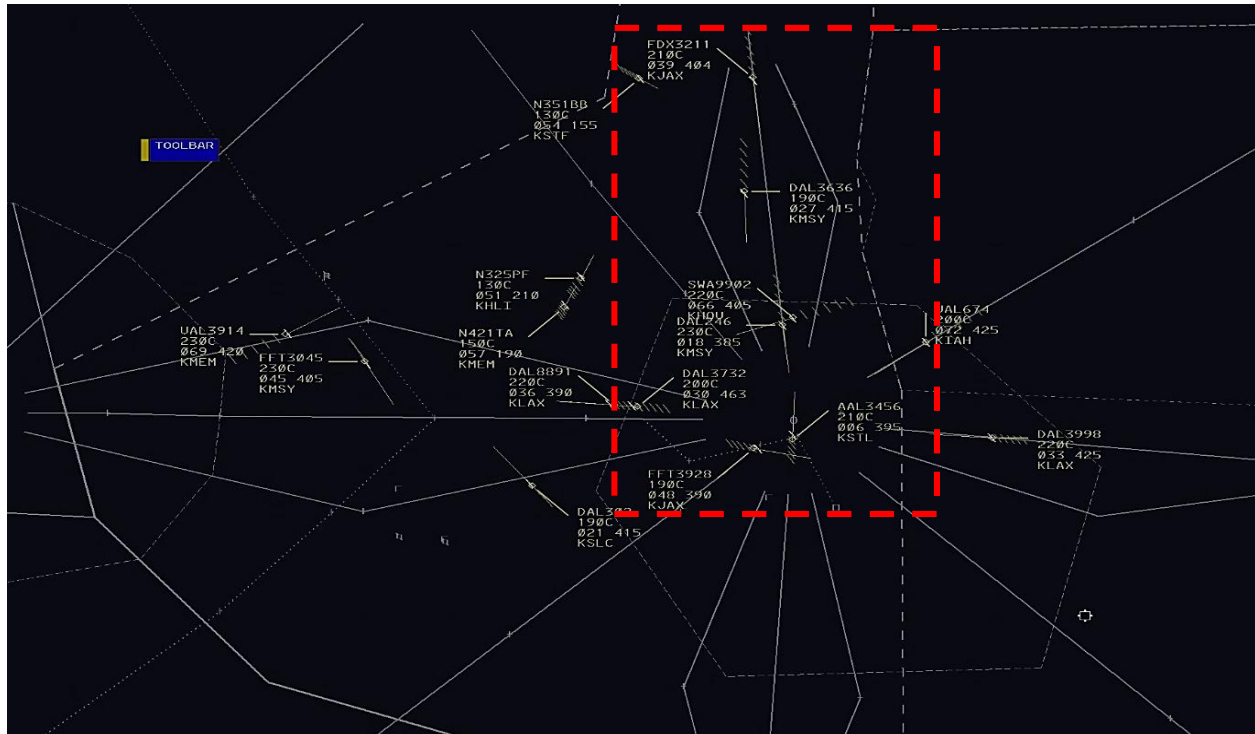 FDX3211
210C
039 404
KJAX
N351BB
130C
054 155
KSTF
TOOLBAR
DAL3636
190C
027 415
KMSY
N325PF
130C
051 210
KHLI
SWA9902
220C
066 405
DAL246
230C
018 385
KMSY
UAL674
200C
072 425
KIAH
UAL3914
230C
069 420
KMEM
N421TA
150C
057 190
KMEM
FFT3045
230C
045 405
KMSY
DAL8891
220C
036 390
KLAX
DAL3732
200C
030 463
KLAX
AAL3456
210C
006 395
KSTL
DAL3998
220C
033 425
KLAX
FFT3928
190C
048 390
KJAX
190C
021 415
KSLC